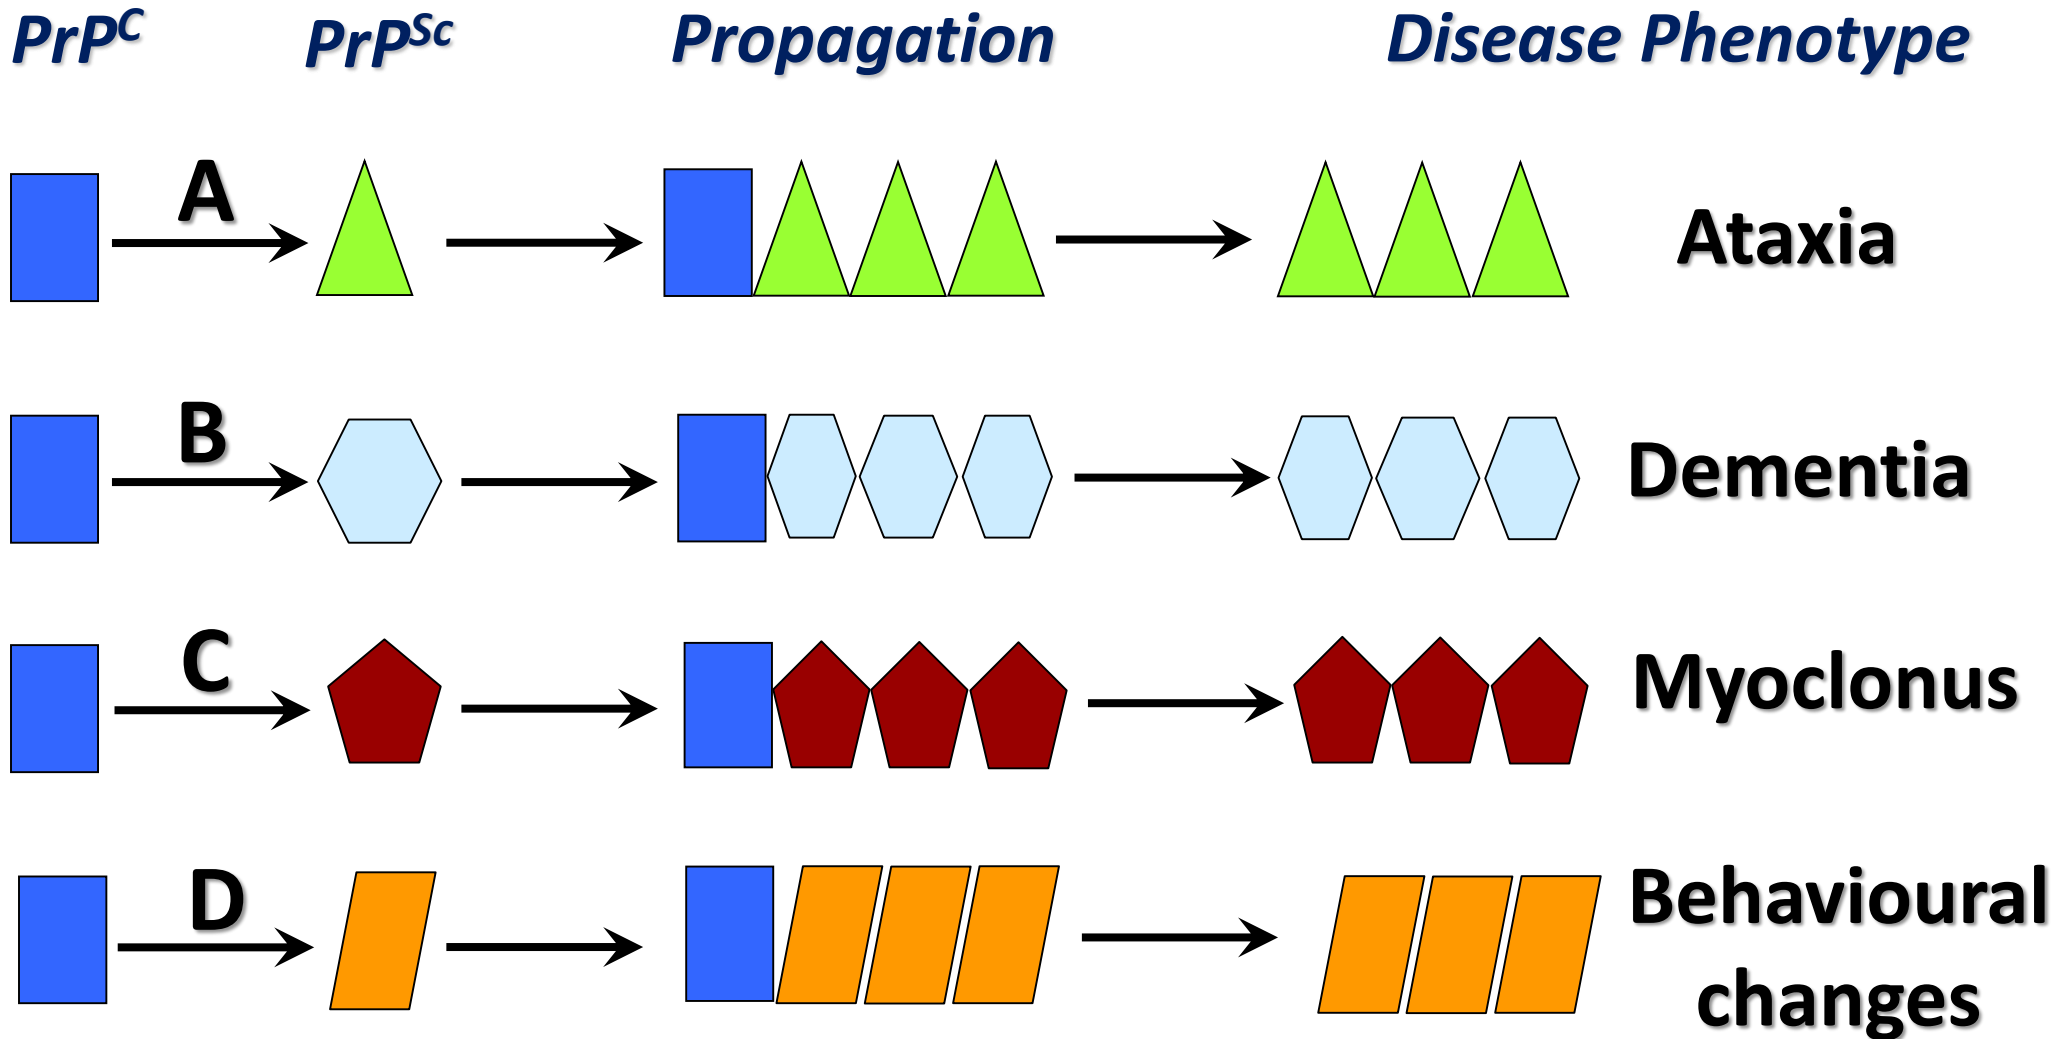 PrP^C PrP^Sc Propagation Disease Phenotype
A
Ataxia
B
Dementia
C
Myoclonus
D
Behavioural
changes